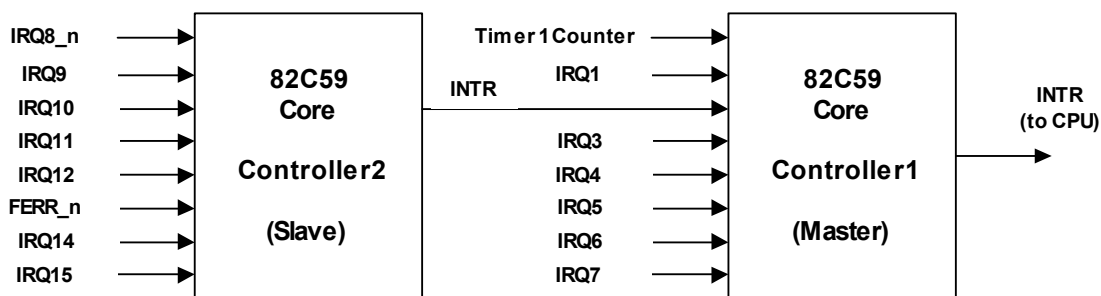 IRQ8_n
IRQ9
IRQ10
IRQ11
IRQ12
FERR_n
IRQ14
IRQ15
82C59
Core
Controller2
(Slave)
INTR
Timer1Counter
IRQ1
IRQ3
IRQ4
IRQ5
IRQ6
IRQ7
82C59
Core
Controller1
(Master)
INTR
(to CPU)